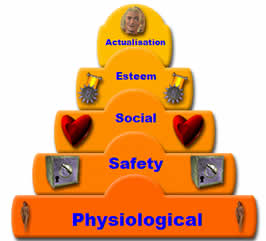 Actualisation
Esteem
Social
Safety
Physiological